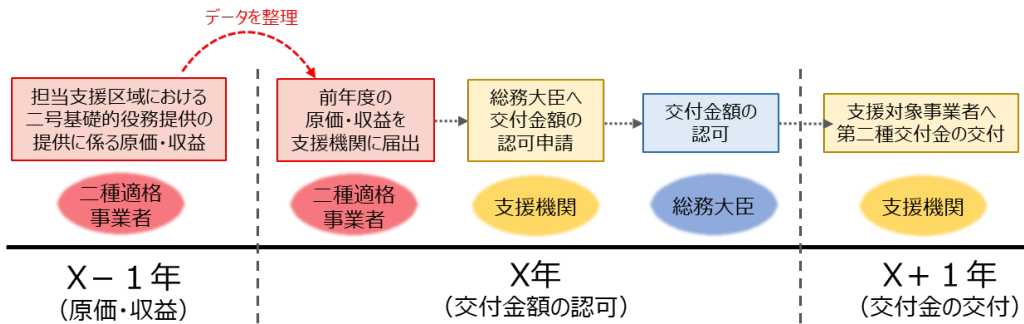 データを整理
担当支援区域における
二号基礎的役務提供の
提供に係る原価・収益
前年度の
原価・収益を
支援機関に届出
総務大臣へ
交付金額の
認可申請
交付金額の
認可
支援対象事業者へ
第二種交付金の交付
二種適格
事業者
二種適格
事業者
支援機関
総務大臣
支援機関
X－１年
（原価・収益）
X年
（交付金額の認可）
X＋１年
（交付金の交付）